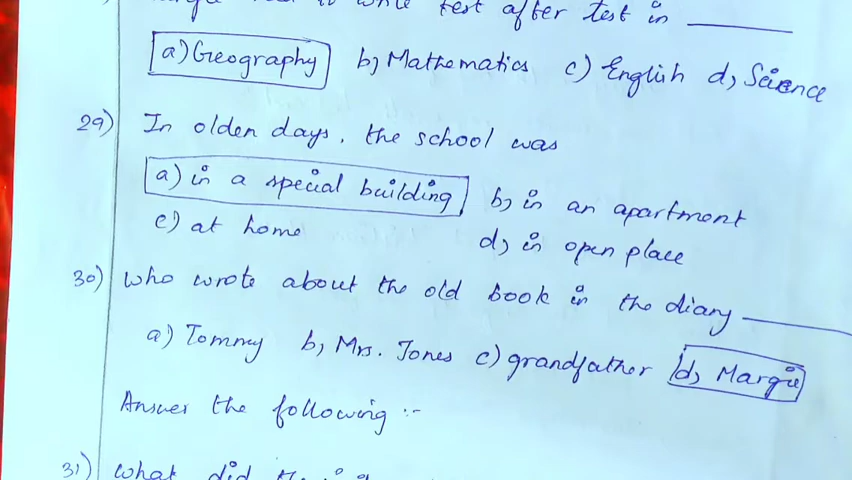 to write test after test in
a) Geography b) Mathematics c) English d) Science
29) In olden days, the school was
a) in a special building b) in an apartment
c) at home d) in open place
30) who wrote about the old book in the diary
a) Tommy b) Mrs. Jones c) grandfather d) Margie
Answer the following :-
31) what did